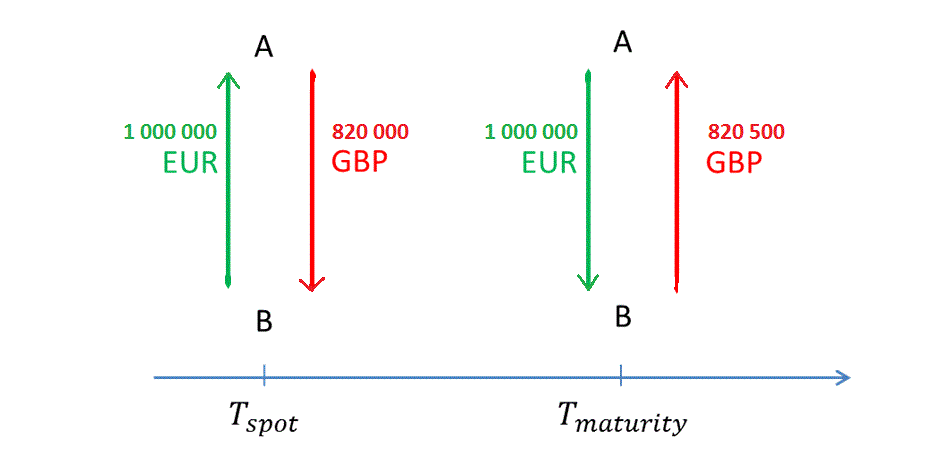 A
A
1 000 000
EUR
820 000
GBP
1 000 000
EUR
820 500
GBP
B
B
T_spot
T_maturity